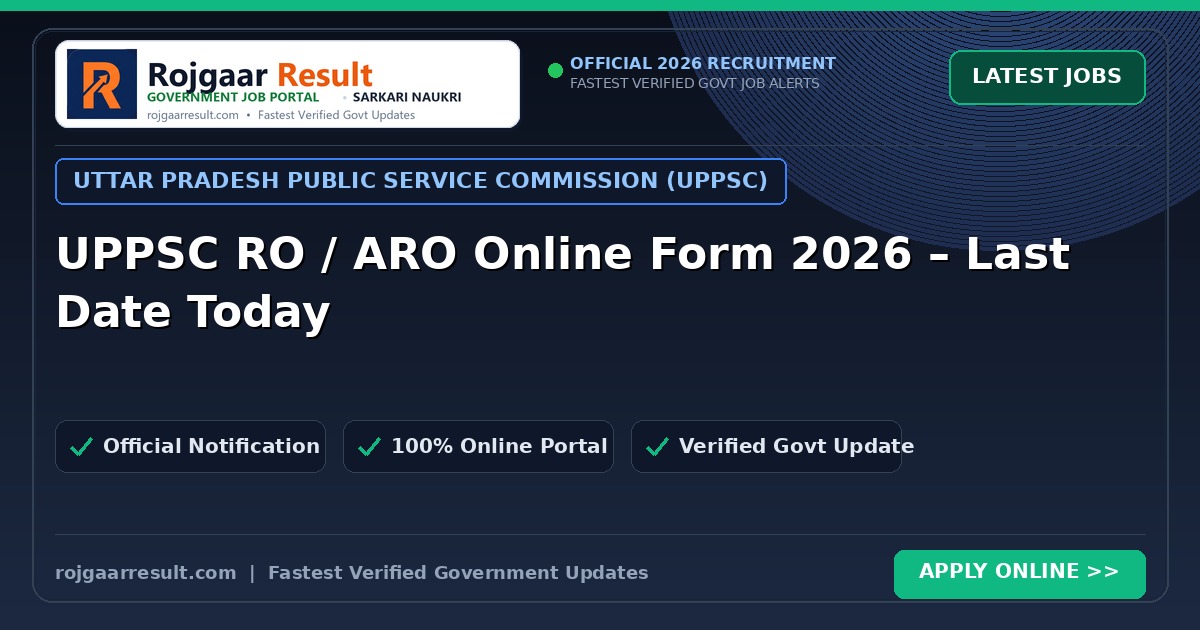 Rojgaar Result
GOVERNMENT JOB PORTAL • SARKARI NAUKRI
rojgaarresult.com • Fastest Verified Govt Updates
OFFICIAL 2026 RECRUITMENT
FASTEST VERIFIED GOVT JOB ALERTS
LATEST JOBS
UTTAR PRADESH PUBLIC SERVICE COMMISSION (UPPSC)
UPPSC RO / ARO Online Form 2026 – Last
Date Today
Official Notification
100% Online Portal
Verified Govt Update
rojgaarresult.com | Fastest Verified Government Updates
APPLY ONLINE >>